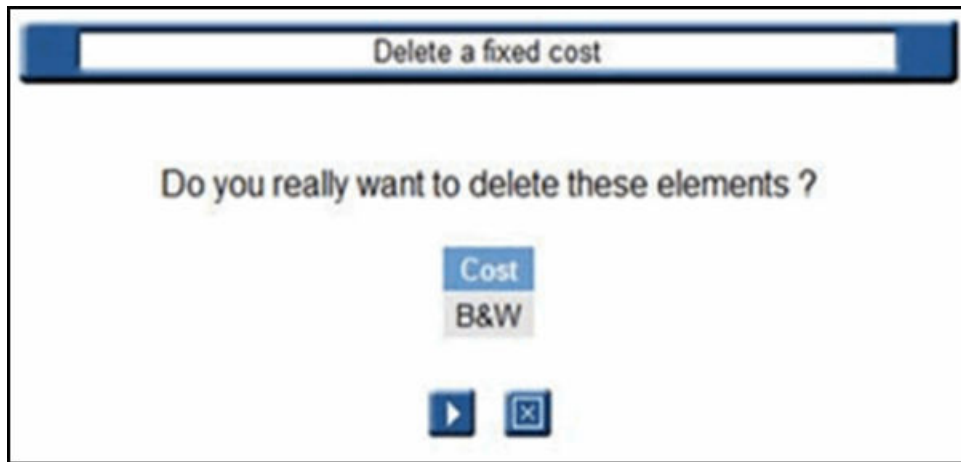 Delete a fixed cost
Do you really want to delete these elements ?
Cost
B&W